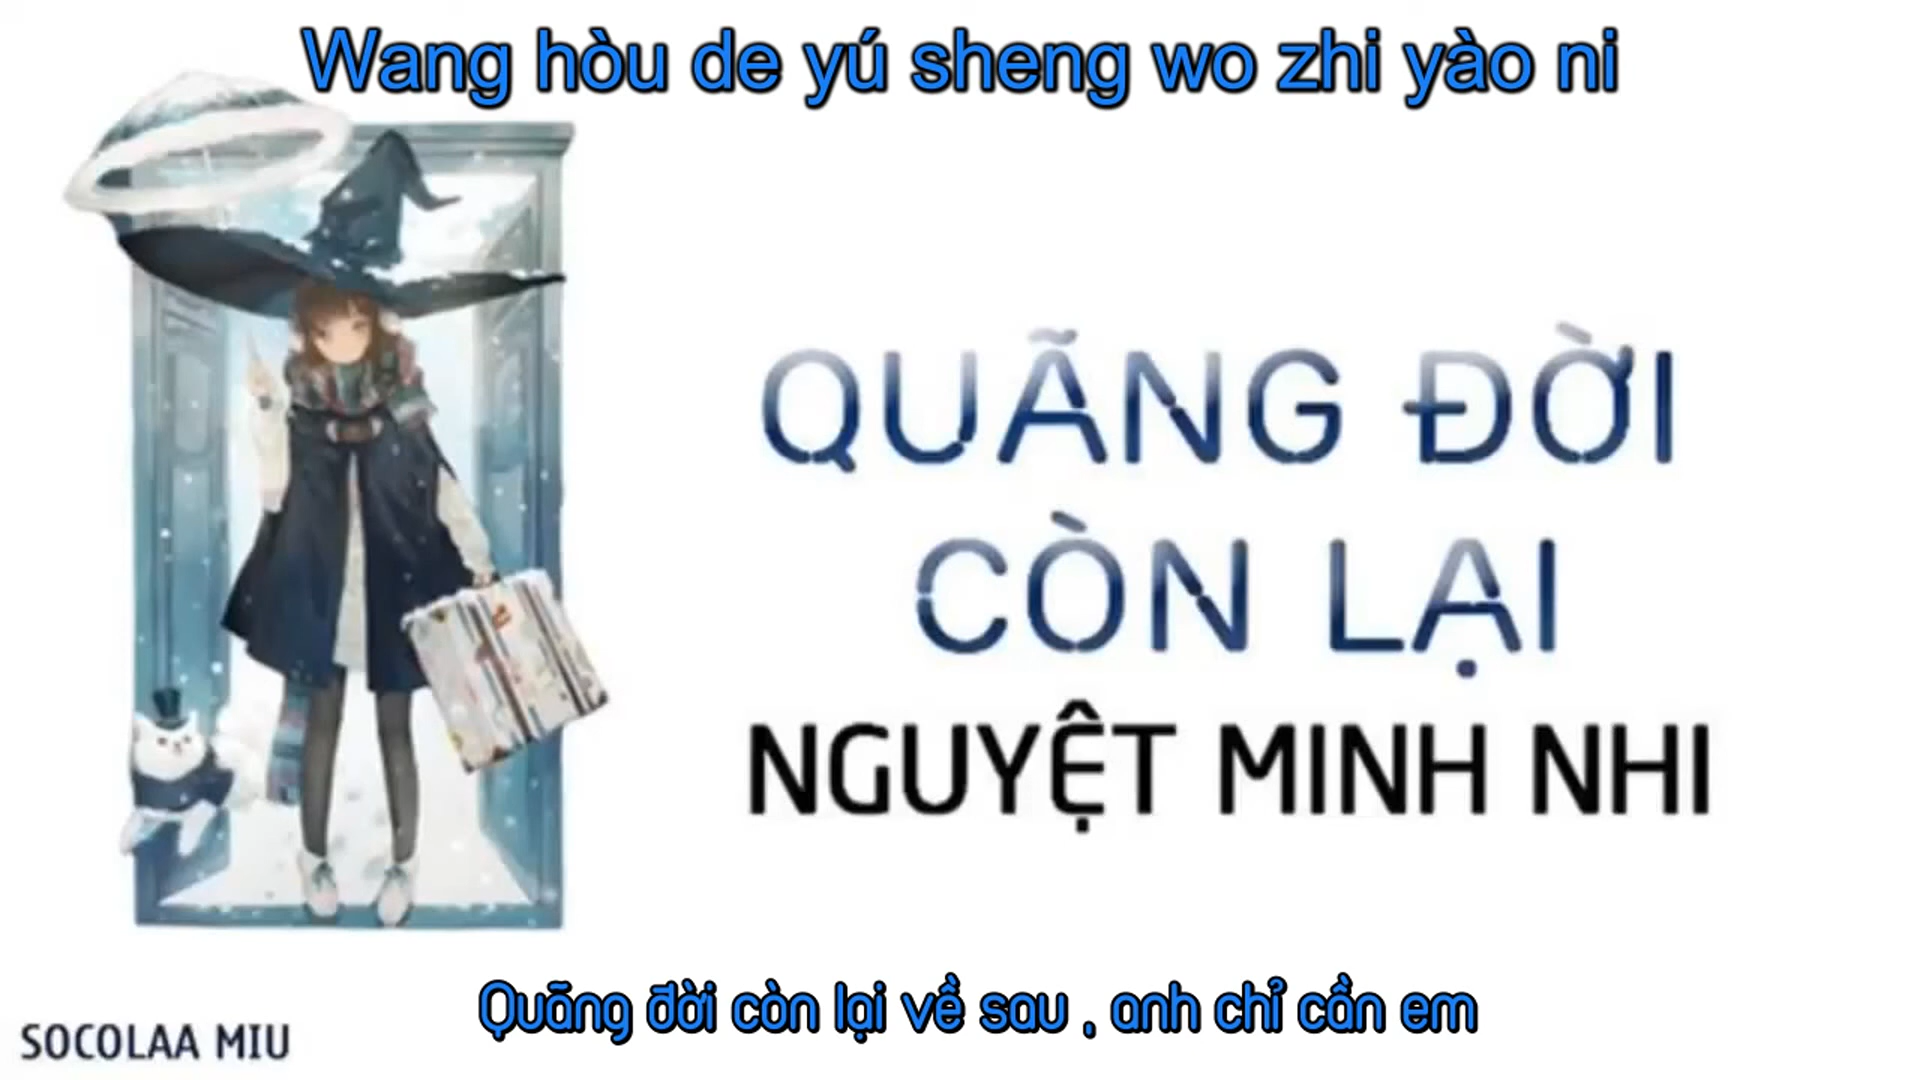 Wang hòu de yú sheng wo zhi yào ni
QUÃNG ĐỜI
CÒN LẠI
NGUYỆT MINH NHI
Quãng đời còn lại về sau , anh chỉ cần em
SOCOLAA MIU